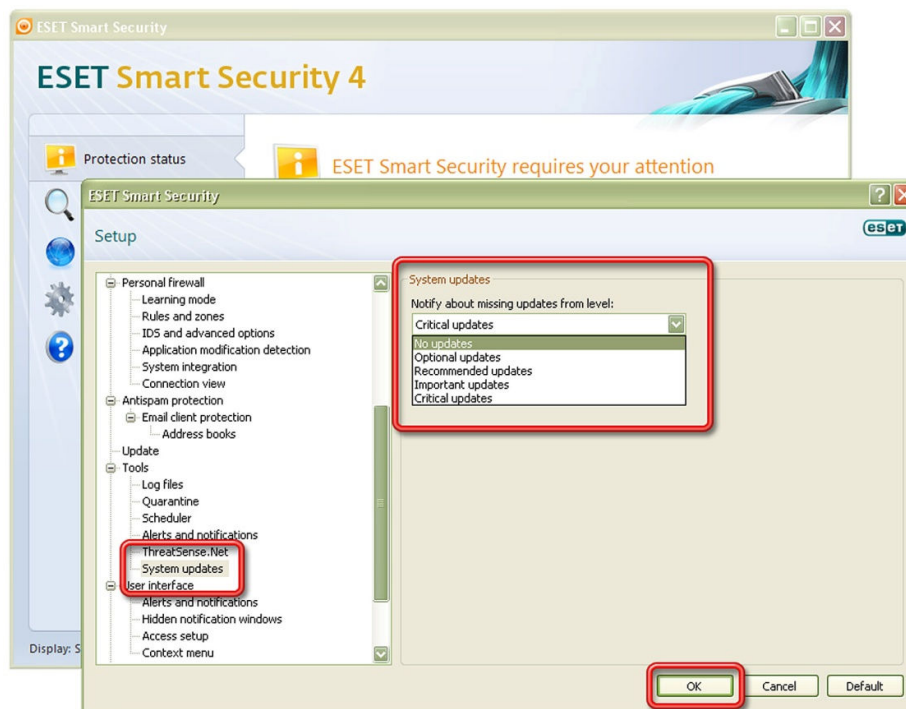 ESET Smart Security
ESET Smart Security 4
Protection status
ESET Smart Security requires your attention
ESET Smart Security
Setup
eset
Personal firewall
Learning mode
Rules and zones
IDS and advanced options
Application modification detection
System integration
Connection view
Antispam protection
Email client protection
Address books
Update
Tools
Log files
Quarantine
Scheduler
Alerts and notifications
ThreatSense.Net
System updates
User interface
Alerts and notifications
Hidden notification windows
Access setup
Context menu
System updates
Notify about missing updates from level:
Critical updates
No updates
Optional updates
Recommended updates
Important updates
Critical updates
Display: S
OK
Cancel
Default